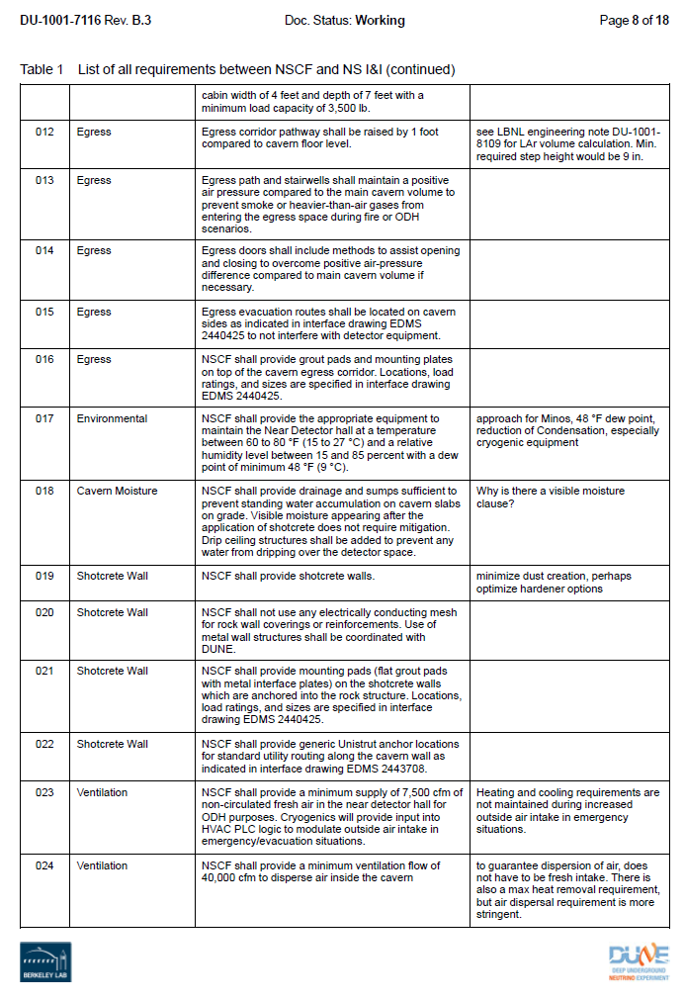 DU-1001-7116 Rev. B.3 Doc. Status: Working Page 8 of 18
Table 1 List of all requirements between NSCF and NS I&I (continued)
cabin width of 4 feet and depth of 7 feet with a
minimum load capacity of 3,500 lb.
012 Egress Egress corridor pathway shall be raised by 1 foot see LBNL engineering note DU-1001-
compared to cavern floor level. 8109 for LAr volume calculation. Min.
required step height would be 9 in.
013 Egress Egress path and stairwells shall maintain a positive
air pressure compared to the main cavern volume to
prevent smoke or heavier-than-air gases from
entering the egress space during fire or ODH
scenarios.
014 Egress Egress doors shall include methods to assist opening
and closing to overcome positive air-pressure
difference compared to main cavern volume if
necessary.
015 Egress Egress evacuation routes shall be located on cavern
sides as indicated in interface drawing EDMS
2440425 to not interfere with detector equipment.
016 Egress NSCF shall provide grout pads and mounting plates
on top of the cavern egress corridor. Locations, load
ratings, and sizes are specified in interface drawing
EDMS 2440425.
017 Environmental NSCF shall provide the appropriate equipment to approach for Minos, 48 °F dew point,
maintain the Near Detector hall at a temperature reduction of Condensation, especially
between 60 to 80 °F (15 to 27 °C) and a relative cryogenic equipment
humidity level between 15 and 85 percent with a dew
point of minimum 48 °F (9 °C).
018 Cavern Moisture NSCF shall provide drainage and sumps sufficient to Why is there a visible moisture
prevent standing water accumulation on cavern slabs clause?
on grade. Visible moisture appearing after the
application of shotcrete does not require mitigation.
Drip ceiling structures shall be added to prevent any
water from dripping over the detector space.
019 Shotcrete Wall NSCF shall provide shotcrete walls. minimize dust creation, perhaps
optimize hardener options
020 Shotcrete Wall NSCF shall not use any electrically conducting mesh
for rock wall coverings or reinforcements. Use of
metal wall structures shall be coordinated with
DUNE.
021 Shotcrete Wall NSCF shall provide mounting pads (flat grout pads
with metal interface plates) on the shotcrete walls
which are anchored into the rock structure. Locations,
load ratings, and sizes are specified in interface
drawing EDMS 2440425.
022 Shotcrete Wall NSCF shall provide generic Unistrut anchor locations
for standard utility routing along the cavern wall as
indicated in interface drawing EDMS 2443708.
023 Ventilation NSCF shall provide a minimum supply of 7,500 cfm of Heating and cooling requirements are
non-circulated fresh air in the near detector hall for not maintained during increased
ODH purposes. Cryogenics will provide input into outside air intake in emergency
HVAC PLC logic to modulate outside air intake in situations.
emergency/evacuation situations.
024 Ventilation NSCF shall provide a minimum ventilation flow of to guarantee dispersion of air, does
40,000 cfm to disperse air inside the cavern not have to be fresh intake. There is
also a max heat removal requirement,
but air dispersal requirement is more
stringent.
BERKELEY LAB DUNE
DEEP UNDERGROUND
NEUTRINO EXPERIMENT